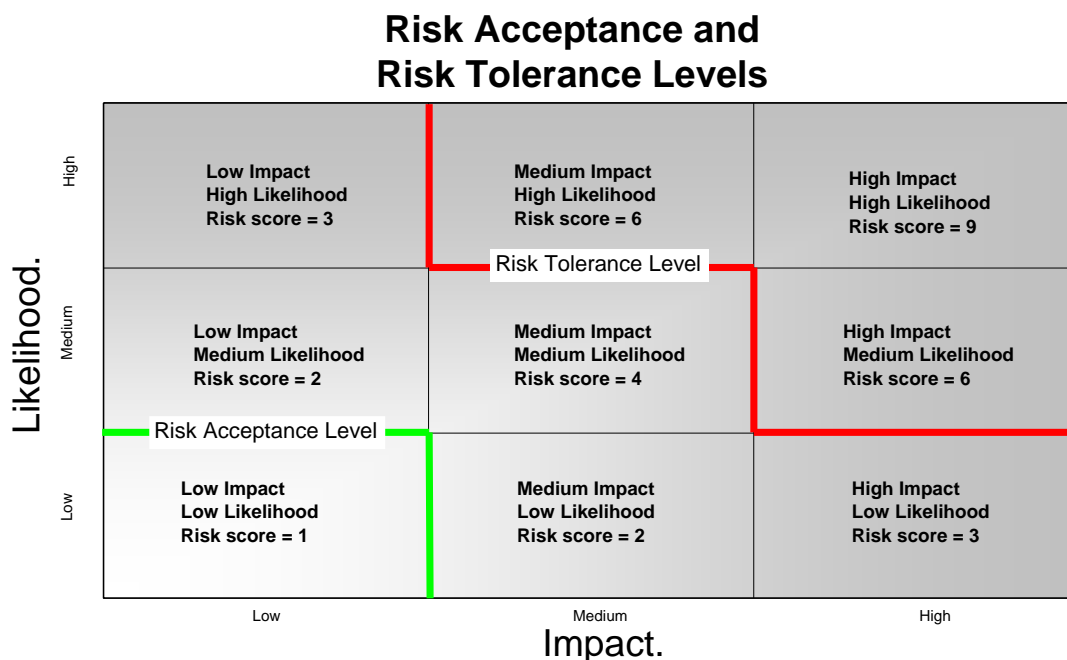 Risk Acceptance and
Risk Tolerance Levels
High
Low Impact
High Likelihood
Risk score = 3
Medium Impact
High Likelihood
Risk score = 6
High Impact
High Likelihood
Risk score = 9
Risk Tolerance Level
Likelihood.
Medium
Low Impact
Medium Likelihood
Risk score = 2
Medium Impact
Medium Likelihood
Risk score = 4
High Impact
Medium Likelihood
Risk score = 6
Risk Acceptance Level
Low
Low Impact
Low Likelihood
Risk score = 1
Medium Impact
Low Likelihood
Risk score = 2
High Impact
Low Likelihood
Risk score = 3
Low
Medium
High
Impact.